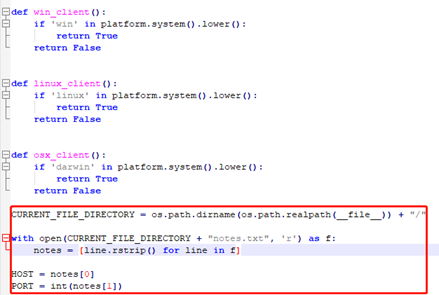 def win_client():
    if 'win' in platform.system().lower():
        return True
    return False
def linux_client():
    if 'linux' in platform.system().lower():
        return True
    return False
def osx_client():
    if 'darwin' in platform.system().lower():
        return True
    return False
CURRENT_FILE_DIRECTORY = os.path.dirname(os.path.realpath(__file__)) + "/"
with open(CURRENT_FILE_DIRECTORY + "notes.txt", 'r') as f:
    notes = [line.rstrip() for line in f]
HOST = notes[0]
PORT = int(notes[1])